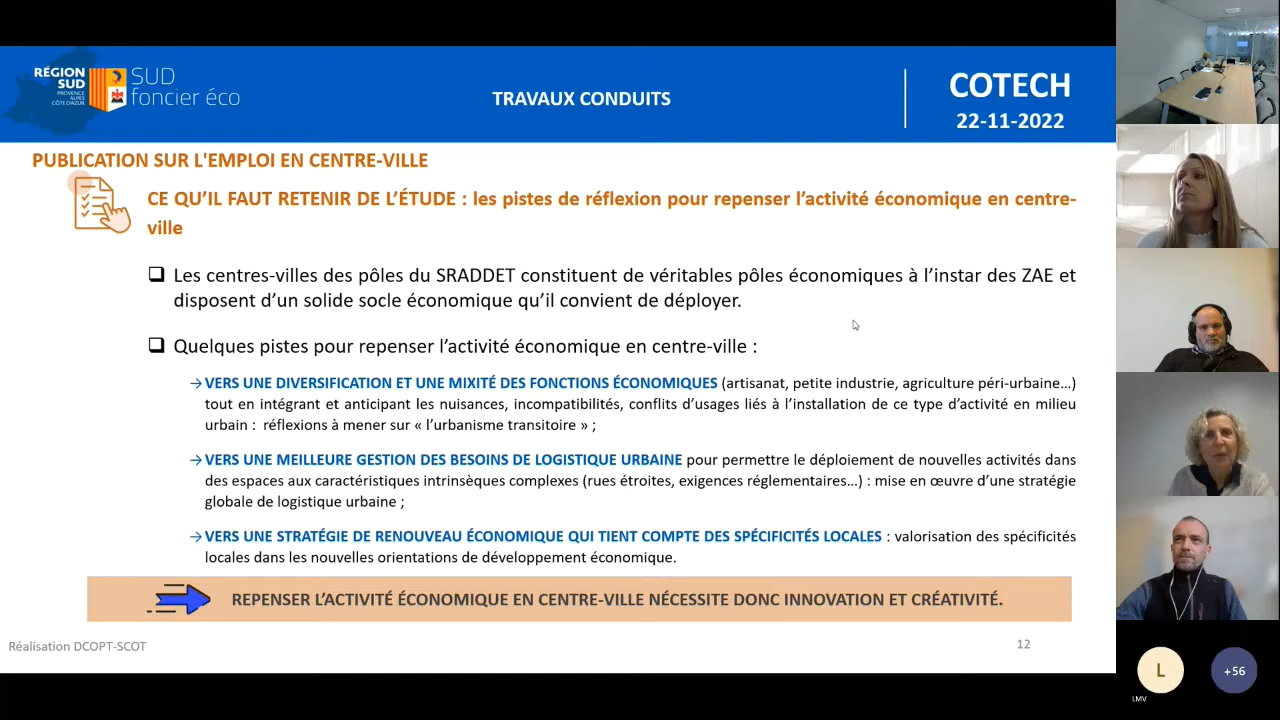 RÉGION
SUD
PROVENCE
ALPES
CÔTE D'AZUR
SUD
foncier éco
TRAVAUX CONDUITS
COTECH
22-11-2022
PUBLICATION SUR L'EMPLOI EN CENTRE-VILLE
CE QU'IL FAUT RETENIR DE L'ÉTUDE : les pistes de réflexion pour repenser l'activité économique en centre-
ville
Les centres-villes des pôles du SRADDET constituent de véritables pôles économiques à l'instar des ZAE et
disposent d'un solide socle économique qu'il convient de déployer.
Quelques pistes pour repenser l'activité économique en centre-ville :
→VERS UNE DIVERSIFICATION ET UNE MIXITÉ DES FONCTIONS ÉCONOMIQUES (artisanat, petite industrie, agriculture péri-urbaine...)
tout en intégrant et anticipant les nuisances, incompatibilités, conflits d'usages liés à l'installation de ce type d'activité en milieu
urbain : réflexions à mener sur « l'urbanisme transitoire » ;
→VERS UNE MEILLEURE GESTION DES BESOINS DE LOGISTIQUE URBAINE pour permettre le déploiement de nouvelles activités dans
des espaces aux caractéristiques intrinsèques complexes (rues étroites, exigences réglementaires...) : mise en œuvre d'une stratégie
globale de logistique urbaine ;
→VERS UNE STRATÉGIE DE RENOUVEAU ÉCONOMIQUE QUI TIENT COMPTE DES SPÉCIFICITÉS LOCALES : valorisation des spécificités
locales dans les nouvelles orientations de développement économique.
REPENSER L'ACTIVITÉ ÉCONOMIQUE EN CENTRE-VILLE NÉCESSITE DONC INNOVATION ET CRÉATIVITÉ.
Réalisation DCOPT-SCOT
12
L
LMV
+56